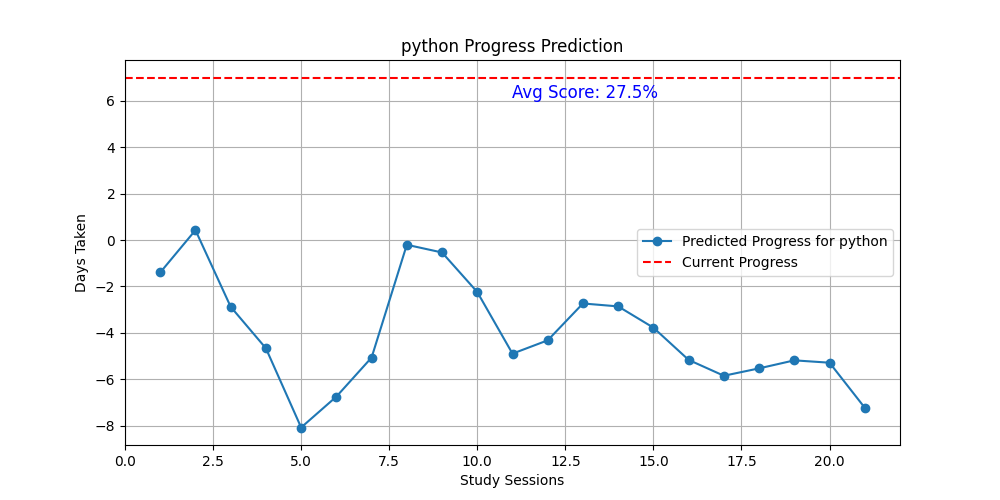 python Progress Prediction
Avg Score: 27.5%
6
4
2
0
−2
−4
−6
−8
Days Taken
Predicted Progress for python
Current Progress
0.0 2.5 5.0 7.5 10.0 12.5 15.0 17.5 20.0
Study Sessions